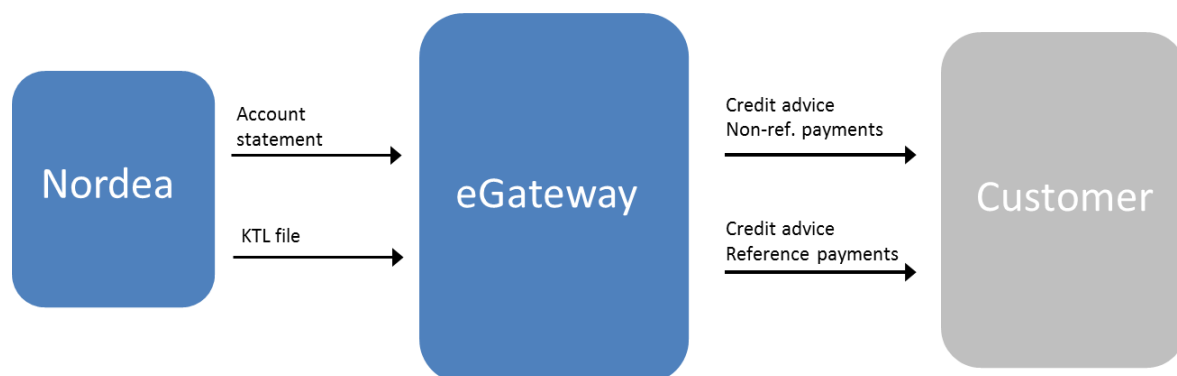 Nordea
Account
statement
KTL file
eGateway
Credit advice
Non-ref. payments
Credit advice
Reference payments
Customer